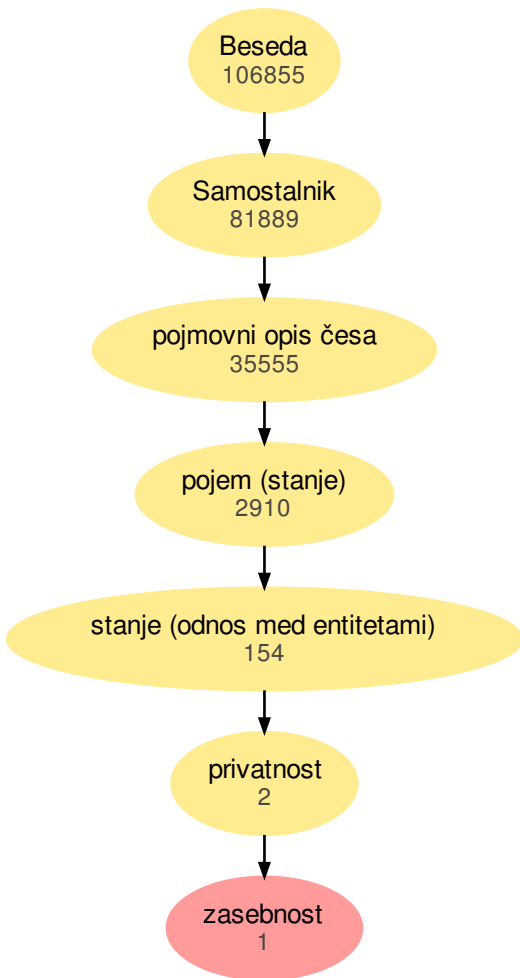 Beseda
106855
Samostalnik
81889
pojmovni opis česa
35555
pojem (stanje)
2910
stanje (odnos med entitetami)
154
privatnost
2
zasebnost
1